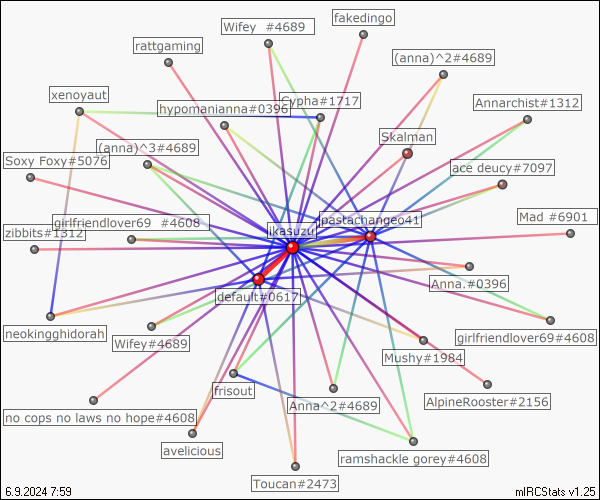 fakedingo
Wifey  #4689
rattgaming
(anna)^2#4689
xenoyaut
Cypha#1717
hypomanianna#0396
Annarchist#1312
Skalman
(anna)^3#4689
Soxy Foxy#5076
ace deucy#7097
girlfriendlover69  #4608
jpastachangeo41
Mad #6901
zibbits#1312
ikasuzu
Anna.#0396
default#0617
neokingghidorah
Wifey#4689
girlfriendlover69#4608
Mushy#1984
frisout
Anna^2#4689
AlpineRooster#2156
no cops no laws no hope#4608
avelicious
ramshackle gorey#4608
Toucan#2473
6.9.2024 7:59
mIRCStats v1.25